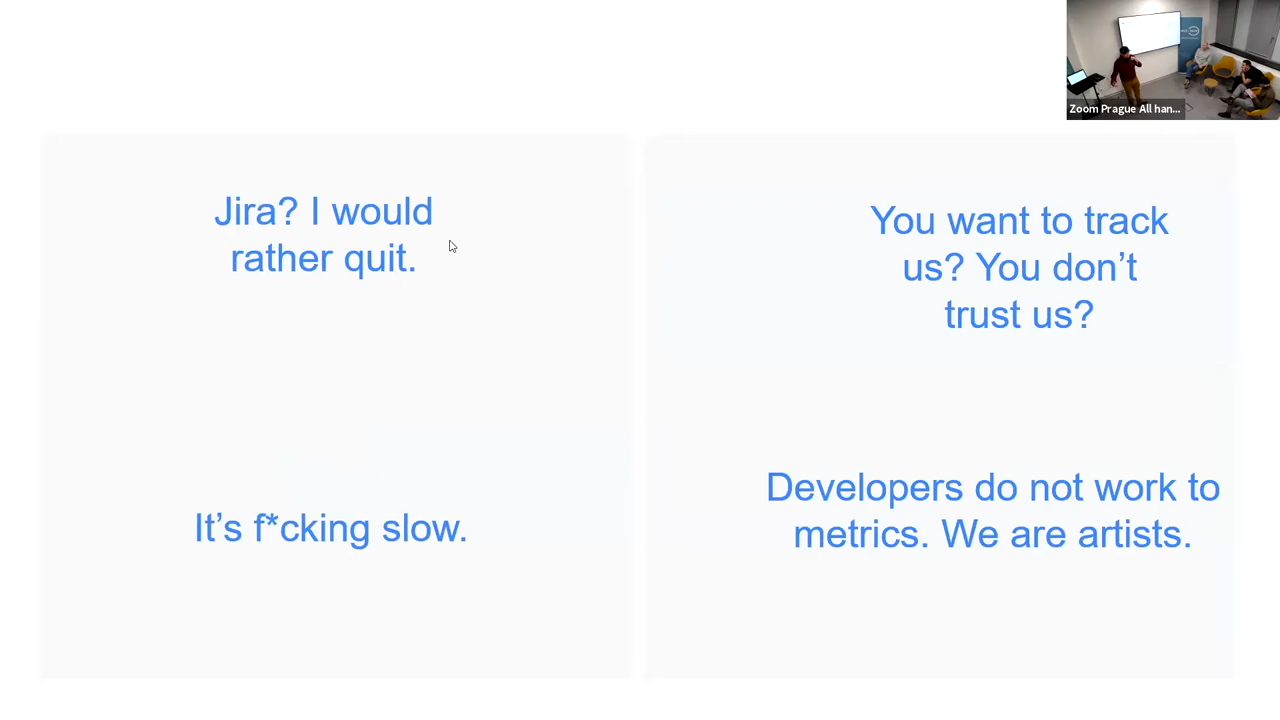 Zoom Prague All han...
Jira? I would
rather quit.
You want to track
us? You don't
trust us?
It's f*cking slow.
Developers do not work to
metrics. We are artists.